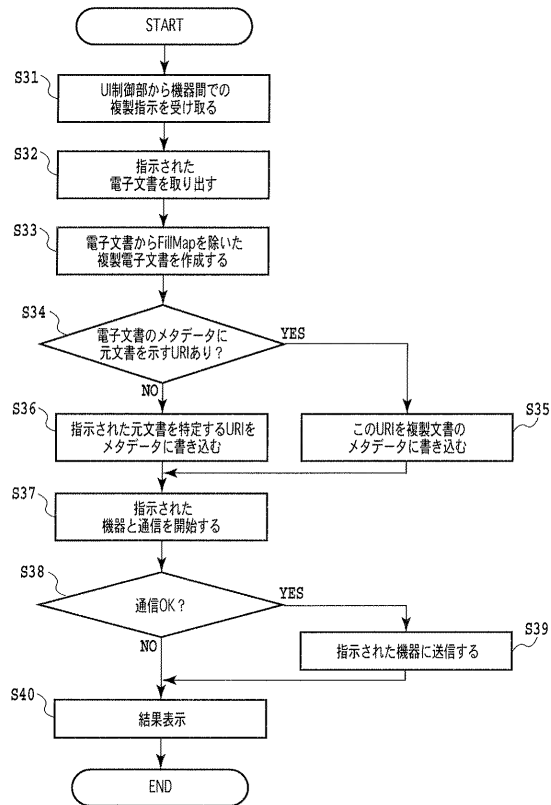 START
S31
UI制御部から機器間での
複製指示を受け取る
S32
指示された
電子文書を取り出す
S33
電子文書からFillMapを除いた
複製電子文書を作成する
S34
電子文書のメタデータに
元文書を示すURIあり？
YES
NO
S36
指示された元文書を特定するURIを
メタデータに書き込む
S35
このURIを複製文書の
メタデータに書き込む
S37
指示された
機器と通信を開始する
S38
通信OK？
YES
NO
S39
指示された機器に送信する
S40
結果表示
END